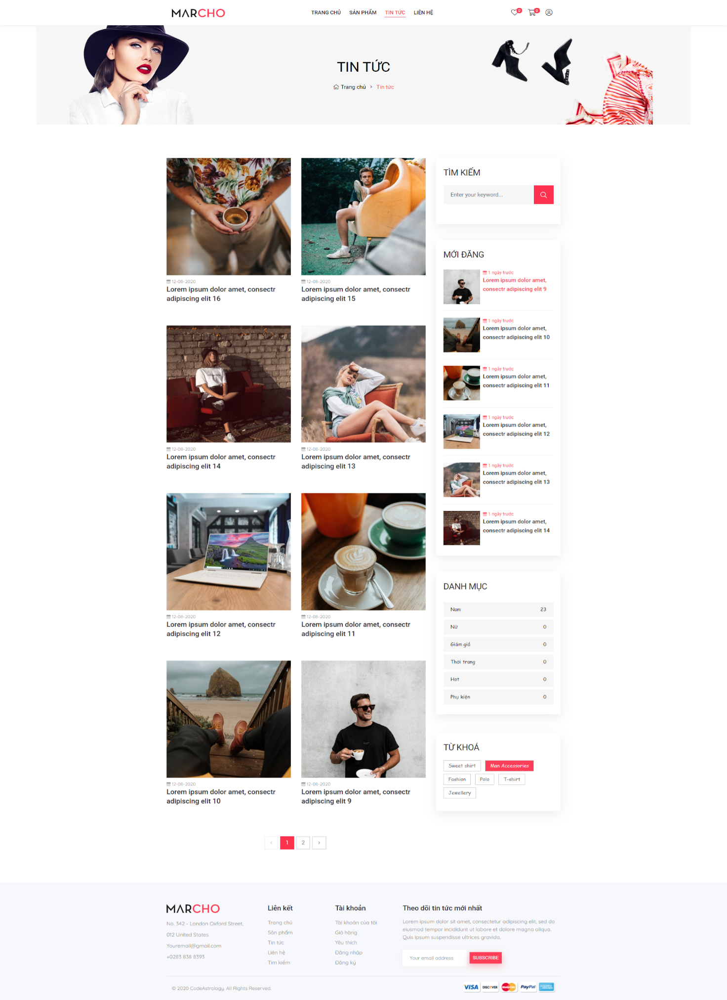 MARCHO
TRANG CHỦ
SẢN PHẨM
TIN TỨC
LIÊN HỆ
0
0
TIN TỨC
Trang chủ > Tin tức
12-08-2020
Lorem ipsum dolor amet, consectr
adipiscing elit 16
12-08-2020
Lorem ipsum dolor amet, consectr
adipiscing elit 15
12-08-2020
Lorem ipsum dolor amet, consectr
adipiscing elit 14
12-08-2020
Lorem ipsum dolor amet, consectr
adipiscing elit 13
12-08-2020
Lorem ipsum dolor amet, consectr
adipiscing elit 12
12-08-2020
Lorem ipsum dolor amet, consectr
adipiscing elit 11
12-08-2020
Lorem ipsum dolor amet, consectr
adipiscing elit 10
12-08-2020
Lorem ipsum dolor amet, consectr
adipiscing elit 9
‹ 1 2 ›
TÌM KIẾM
Enter your keyword...
MỚI ĐĂNG
1 ngày trước
Lorem ipsum dolor amet,
consectr adipiscing elit 9
1 ngày trước
Lorem ipsum dolor amet,
consectr adipiscing elit 10
1 ngày trước
Lorem ipsum dolor amet,
consectr adipiscing elit 11
1 ngày trước
Lorem ipsum dolor amet,
consectr adipiscing elit 12
1 ngày trước
Lorem ipsum dolor amet,
consectr adipiscing elit 13
1 ngày trước
Lorem ipsum dolor amet,
consectr adipiscing elit 14
DANH MỤC
Nam 23
Nữ 0
Giảm giá 0
Thời trang 0
Hot 0
Phụ kiện 0
TỪ KHOÁ
Sweet shirt Man Accessories
Fashion Polo T-shirt
Jewellery
MARCHO
No. 342 - London Oxford Street,
012 United States
Youremail@gmail.com
+0283 838 8393
Liên kết
Trang chủ
Sản phẩm
Tin tức
Liên hệ
Tìm kiếm
Tài khoản
Tài khoản của tôi
Giỏ hàng
Yêu thích
Đăng nhập
Đăng ký
Theo dõi tin tức mới nhất
Lorem ipsum dolor sit amet, consectetur adipiscing elit, sed do
eiusmod tempor incididunt ut labore et dolore magna aliqua.
Quis ipsum suspendisse ultrices gravida.
Your email address
SUBSCRIBE
© 2020 CodeAstrology. All Rights Reserved.
VISA DISCOVER MasterCard PayPal